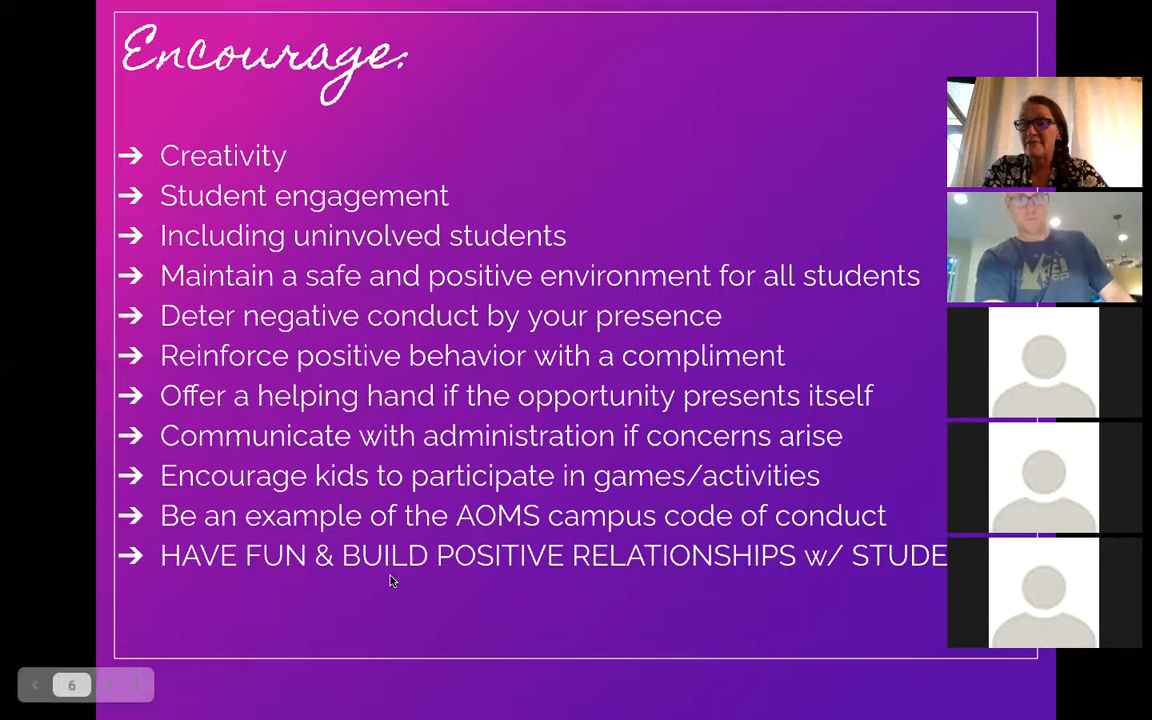 Encourage:
➔ Creativity
➔ Student engagement
➔ Including uninvolved students
➔ Maintain a safe and positive environment for all students
➔ Deter negative conduct by your presence
➔ Reinforce positive behavior with a compliment
➔ Offer a helping hand if the opportunity presents itself
➔ Communicate with administration if concerns arise
➔ Encourage kids to participate in games/activities
➔ Be an example of the AOMS campus code of conduct
➔ HAVE FUN & BUILD POSITIVE RELATIONSHIPS w/ STUDE
6